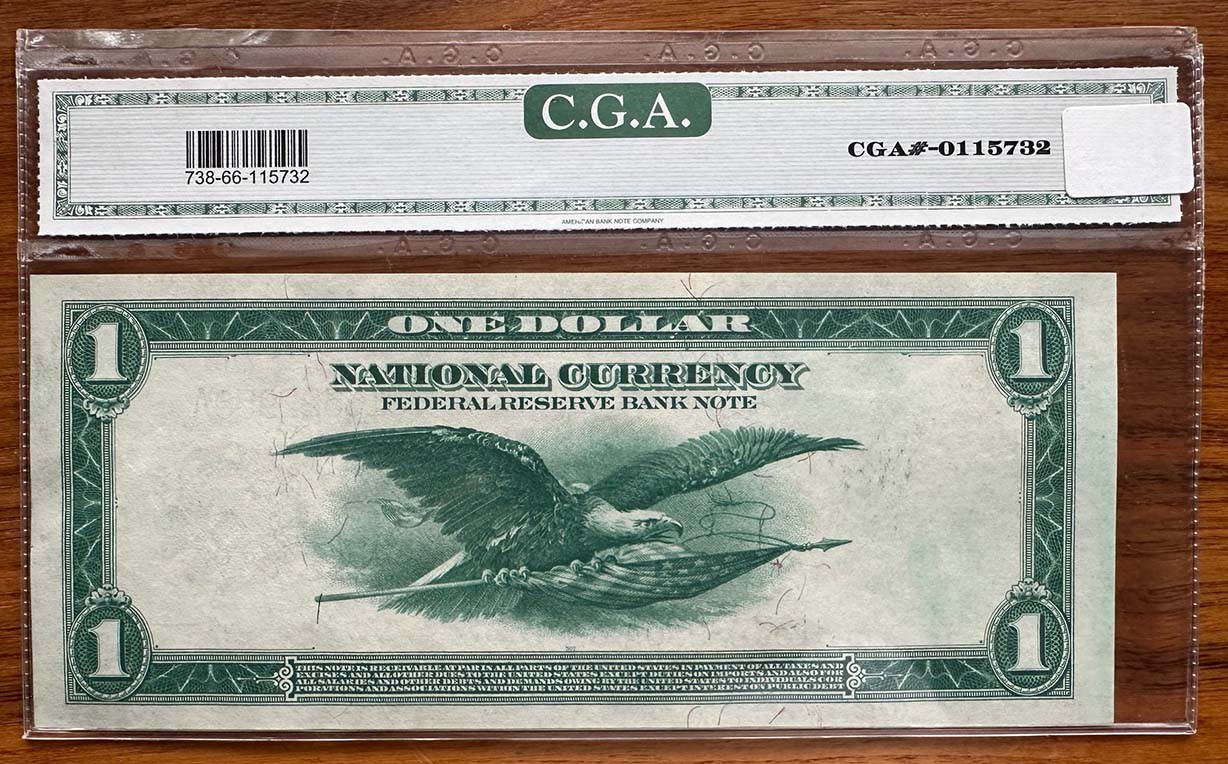 C.G.A. C.G.A. C.G.A.
C.G.A.
738-66-115732
CGA#-0115732
AMERICAN BANK NOTE COMPANY
C.G.A. C.G.A. C.G.A.
1 ONE DOLLAR 1
NATIONAL CURRENCY
FEDERAL RESERVE BANK NOTE
1 1
THIS NOTE IS RECEIVABLE AT PAR IN ALL PARTS OF THE UNITED STATES IN PAYMENT OF ALL TAXES AND
EXCISES AND ALL OTHER DUES TO THE UNITED STATES EXCEPT DUTIES ON IMPORTS AND ALSO FOR
ALL SALARIES AND OTHER DEBTS AND DEMANDS OWING BY THE UNITED STATES TO INDIVIDUALS COR
PORATIONS AND ASSOCIATIONS WITHIN THE UNITED STATES EXCEPT INTEREST ON PUBLIC DEBT